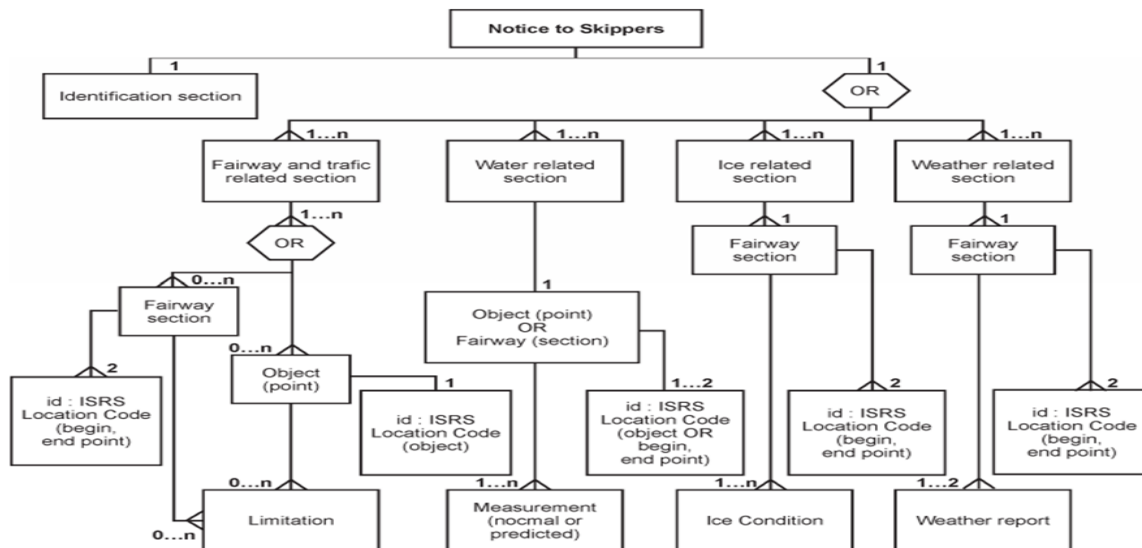 Notice to Skippers
1
1
Identification section
OR
1...n
1...n
1...n
1...n
Fairway and trafic
related section
Water related
section
Ice related
section
Weather related
section
1...n
1
1
OR
Fairway
section
Fairway
section
0...n
Fairway
section
1
Object (point)
OR
Fairway (section)
0...n
Object
(point)
2
1
1...2
2
2
id : ISRS
Location Code
(begin,
end point)
id : ISRS
Location Code
(object)
id : ISRS
Location Code
(object OR
begin,
end point)
id : ISRS
Location Code
(begin,
end point)
id : ISRS
Location Code
(begin,
end point)
0...n
1...n
1...n
1...2
0...n
Limitation
Measurement
(nocmal or
predicted)
Ice Condition
Weather report